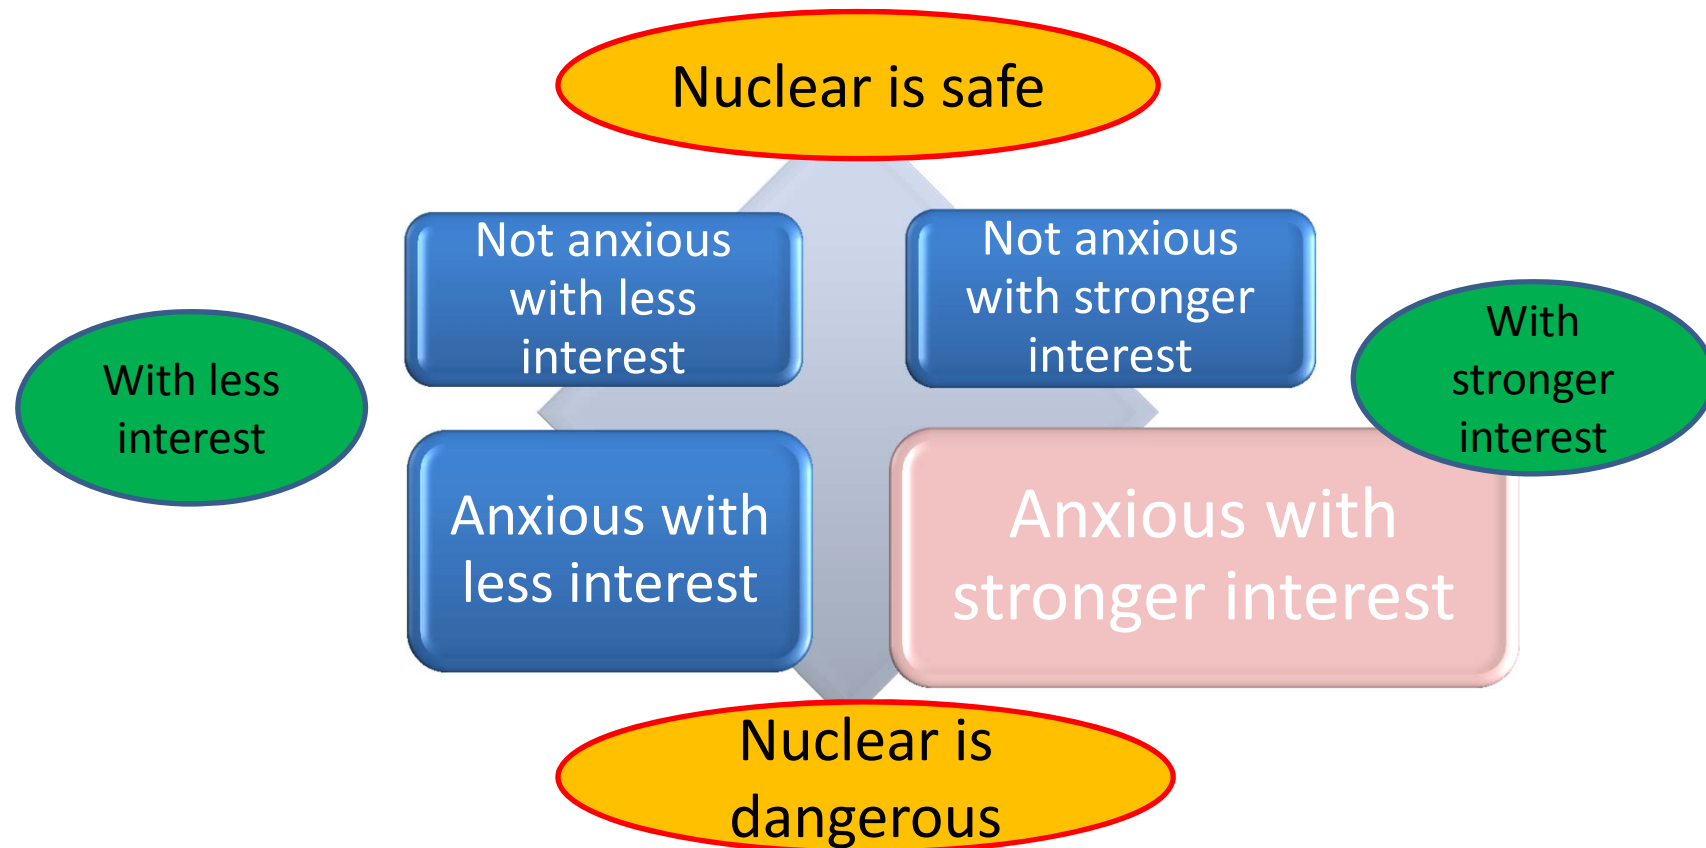 Nuclear is safe
Not anxious
with less
interest
Not anxious
with stronger
interest
With less
interest
With
stronger
interest
Anxious with
less interest
Anxious with
stronger interest
Nuclear is
dangerous